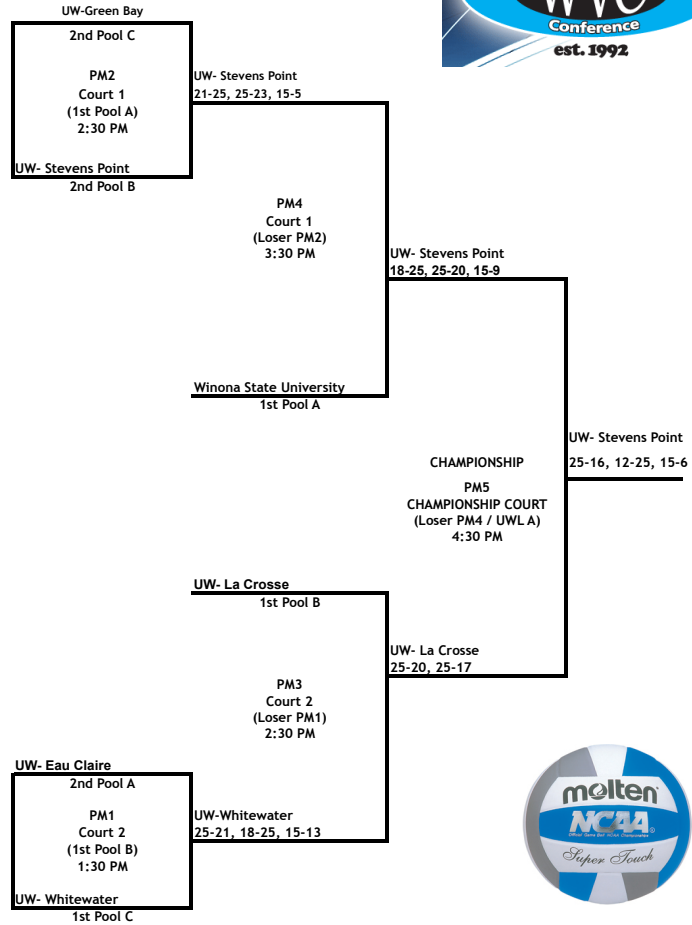 WVC
Conference
est. 1992
UW-Green Bay
2nd Pool C
PM2
Court 1
(1st Pool A)
2:30 PM
UW- Stevens Point
2nd Pool B
UW- Stevens Point
21-25, 25-23, 15-5
PM4
Court 1
(Loser PM2)
3:30 PM
UW- Stevens Point
18-25, 25-20, 15-9
Winona State University
1st Pool A
UW- Stevens Point
25-16, 12-25, 15-6
CHAMPIONSHIP
PM5
CHAMPIONSHIP COURT
(Loser PM4 / UWL A)
4:30 PM
UW- La Crosse
1st Pool B
UW- La Crosse
25-20, 25-17
PM3
Court 2
(Loser PM1)
2:30 PM
UW- Eau Claire
2nd Pool A
PM1
Court 2
(1st Pool B)
1:30 PM
UW-Whitewater
25-21, 18-25, 15-13
UW- Whitewater
1st Pool C
molten
NCAA
Official Game Ball NCAA Championships
Super Touch